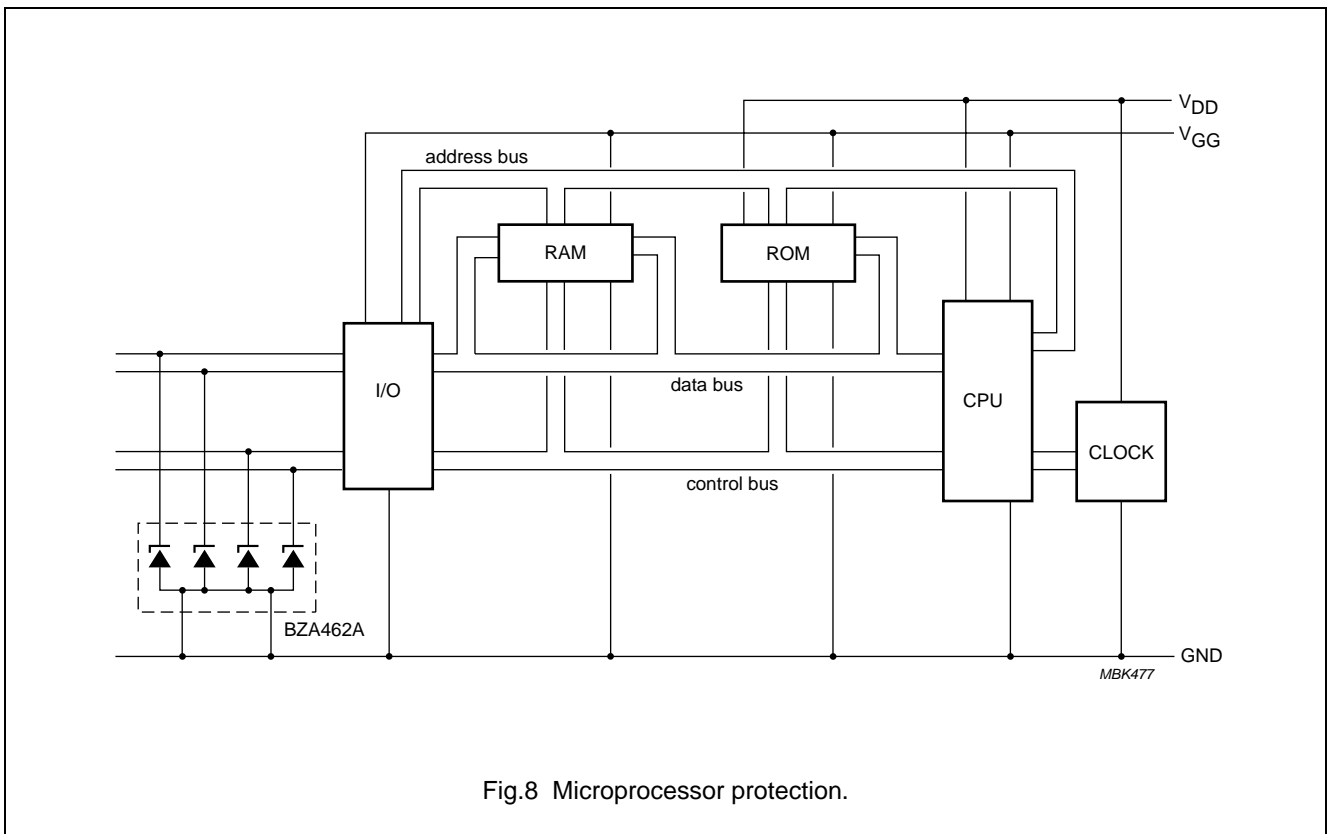 VDD
VGG
address bus
RAM
ROM
I/O
data bus
CPU
CLOCK
control bus
BZA462A
GND
MBK477
Fig.8 Microprocessor protection.